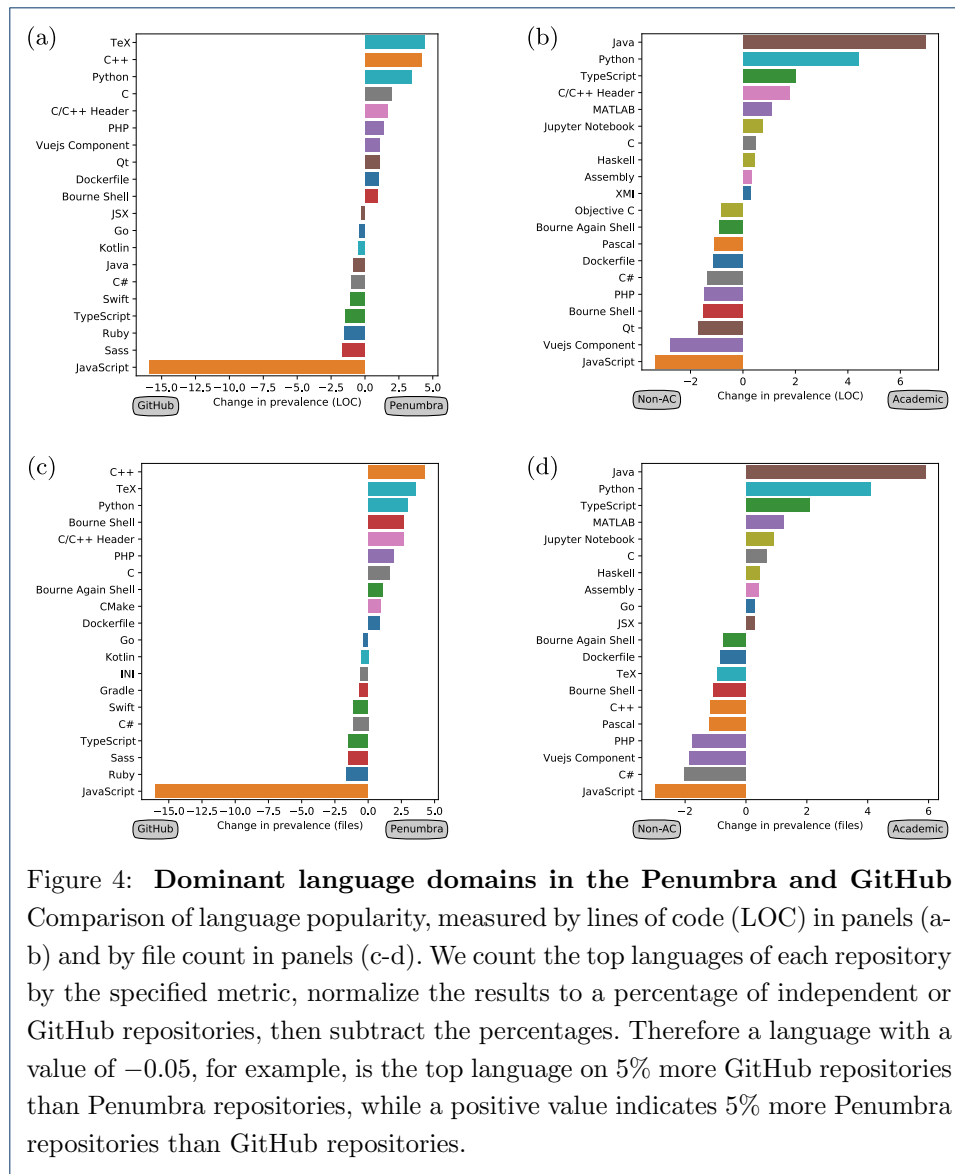 (a)
TeX
C++
Python
C
C/C++ Header
PHP
Vuejs Component
Qt
Dockerfile
Bourne Shell
JSX
Go
Kotlin
Java
C#
Swift
TypeScript
Ruby
Sass
JavaScript
−15.0 −12.5 −10.0 −7.5 −5.0 −2.5 0.0 2.5 5.0
Change in prevalence (LOC)
GitHub
Penumbra
(b)
Java
Python
TypeScript
C/C++ Header
MATLAB
Jupyter Notebook
C
Haskell
Assembly
XMI
Objective C
Bourne Again Shell
Pascal
Dockerfile
C#
PHP
Bourne Shell
Qt
Vuejs Component
JavaScript
−2 0 2 4 6
Change in prevalence (LOC)
Non-AC
Academic
(c)
C++
TeX
Python
Bourne Shell
C/C++ Header
PHP
C
Bourne Again Shell
CMake
Dockerfile
Go
Kotlin
INI
Gradle
Swift
C#
TypeScript
Sass
Ruby
JavaScript
−15.0 −12.5 −10.0 −7.5 −5.0 −2.5 0.0 2.5 5.0
Change in prevalence (files)
GitHub
Penumbra
(d)
Java
Python
TypeScript
MATLAB
Jupyter Notebook
C
Haskell
Assembly
Go
JSX
Bourne Again Shell
Dockerfile
TeX
Bourne Shell
C++
Pascal
PHP
Vuejs Component
C#
JavaScript
−2 0 2 4 6
Change in prevalence (files)
Non-AC
Academic
Figure 4: Dominant language domains in the Penumbra and GitHub
Comparison of language popularity, measured by lines of code (LOC) in panels (a-
b) and by file count in panels (c-d). We count the top languages of each repository
by the specified metric, normalize the results to a percentage of independent or
GitHub repositories, then subtract the percentages. Therefore a language with a
value of −0.05, for example, is the top language on 5% more GitHub repositories
than Penumbra repositories, while a positive value indicates 5% more Penumbra
repositories than GitHub repositories.